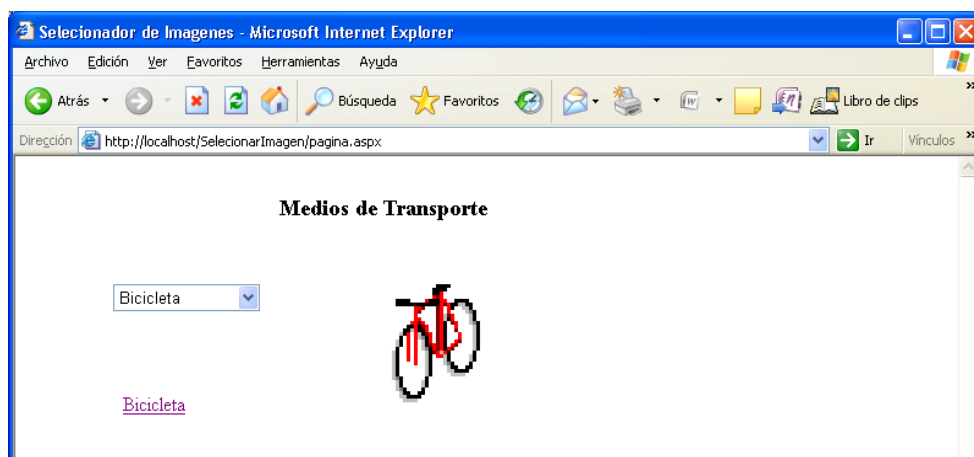 Selecionador de Imagenes - Microsoft Internet Explorer
Archivo Edición Ver Favoritos Herramientas Ayuda
Atrás Búsqueda Favoritos Libro de clips »
Dirección http://localhost/SelecionarImagen/pagina.aspx Ir Vínculos »
Medios de Transporte
Bicicleta
Bicicleta